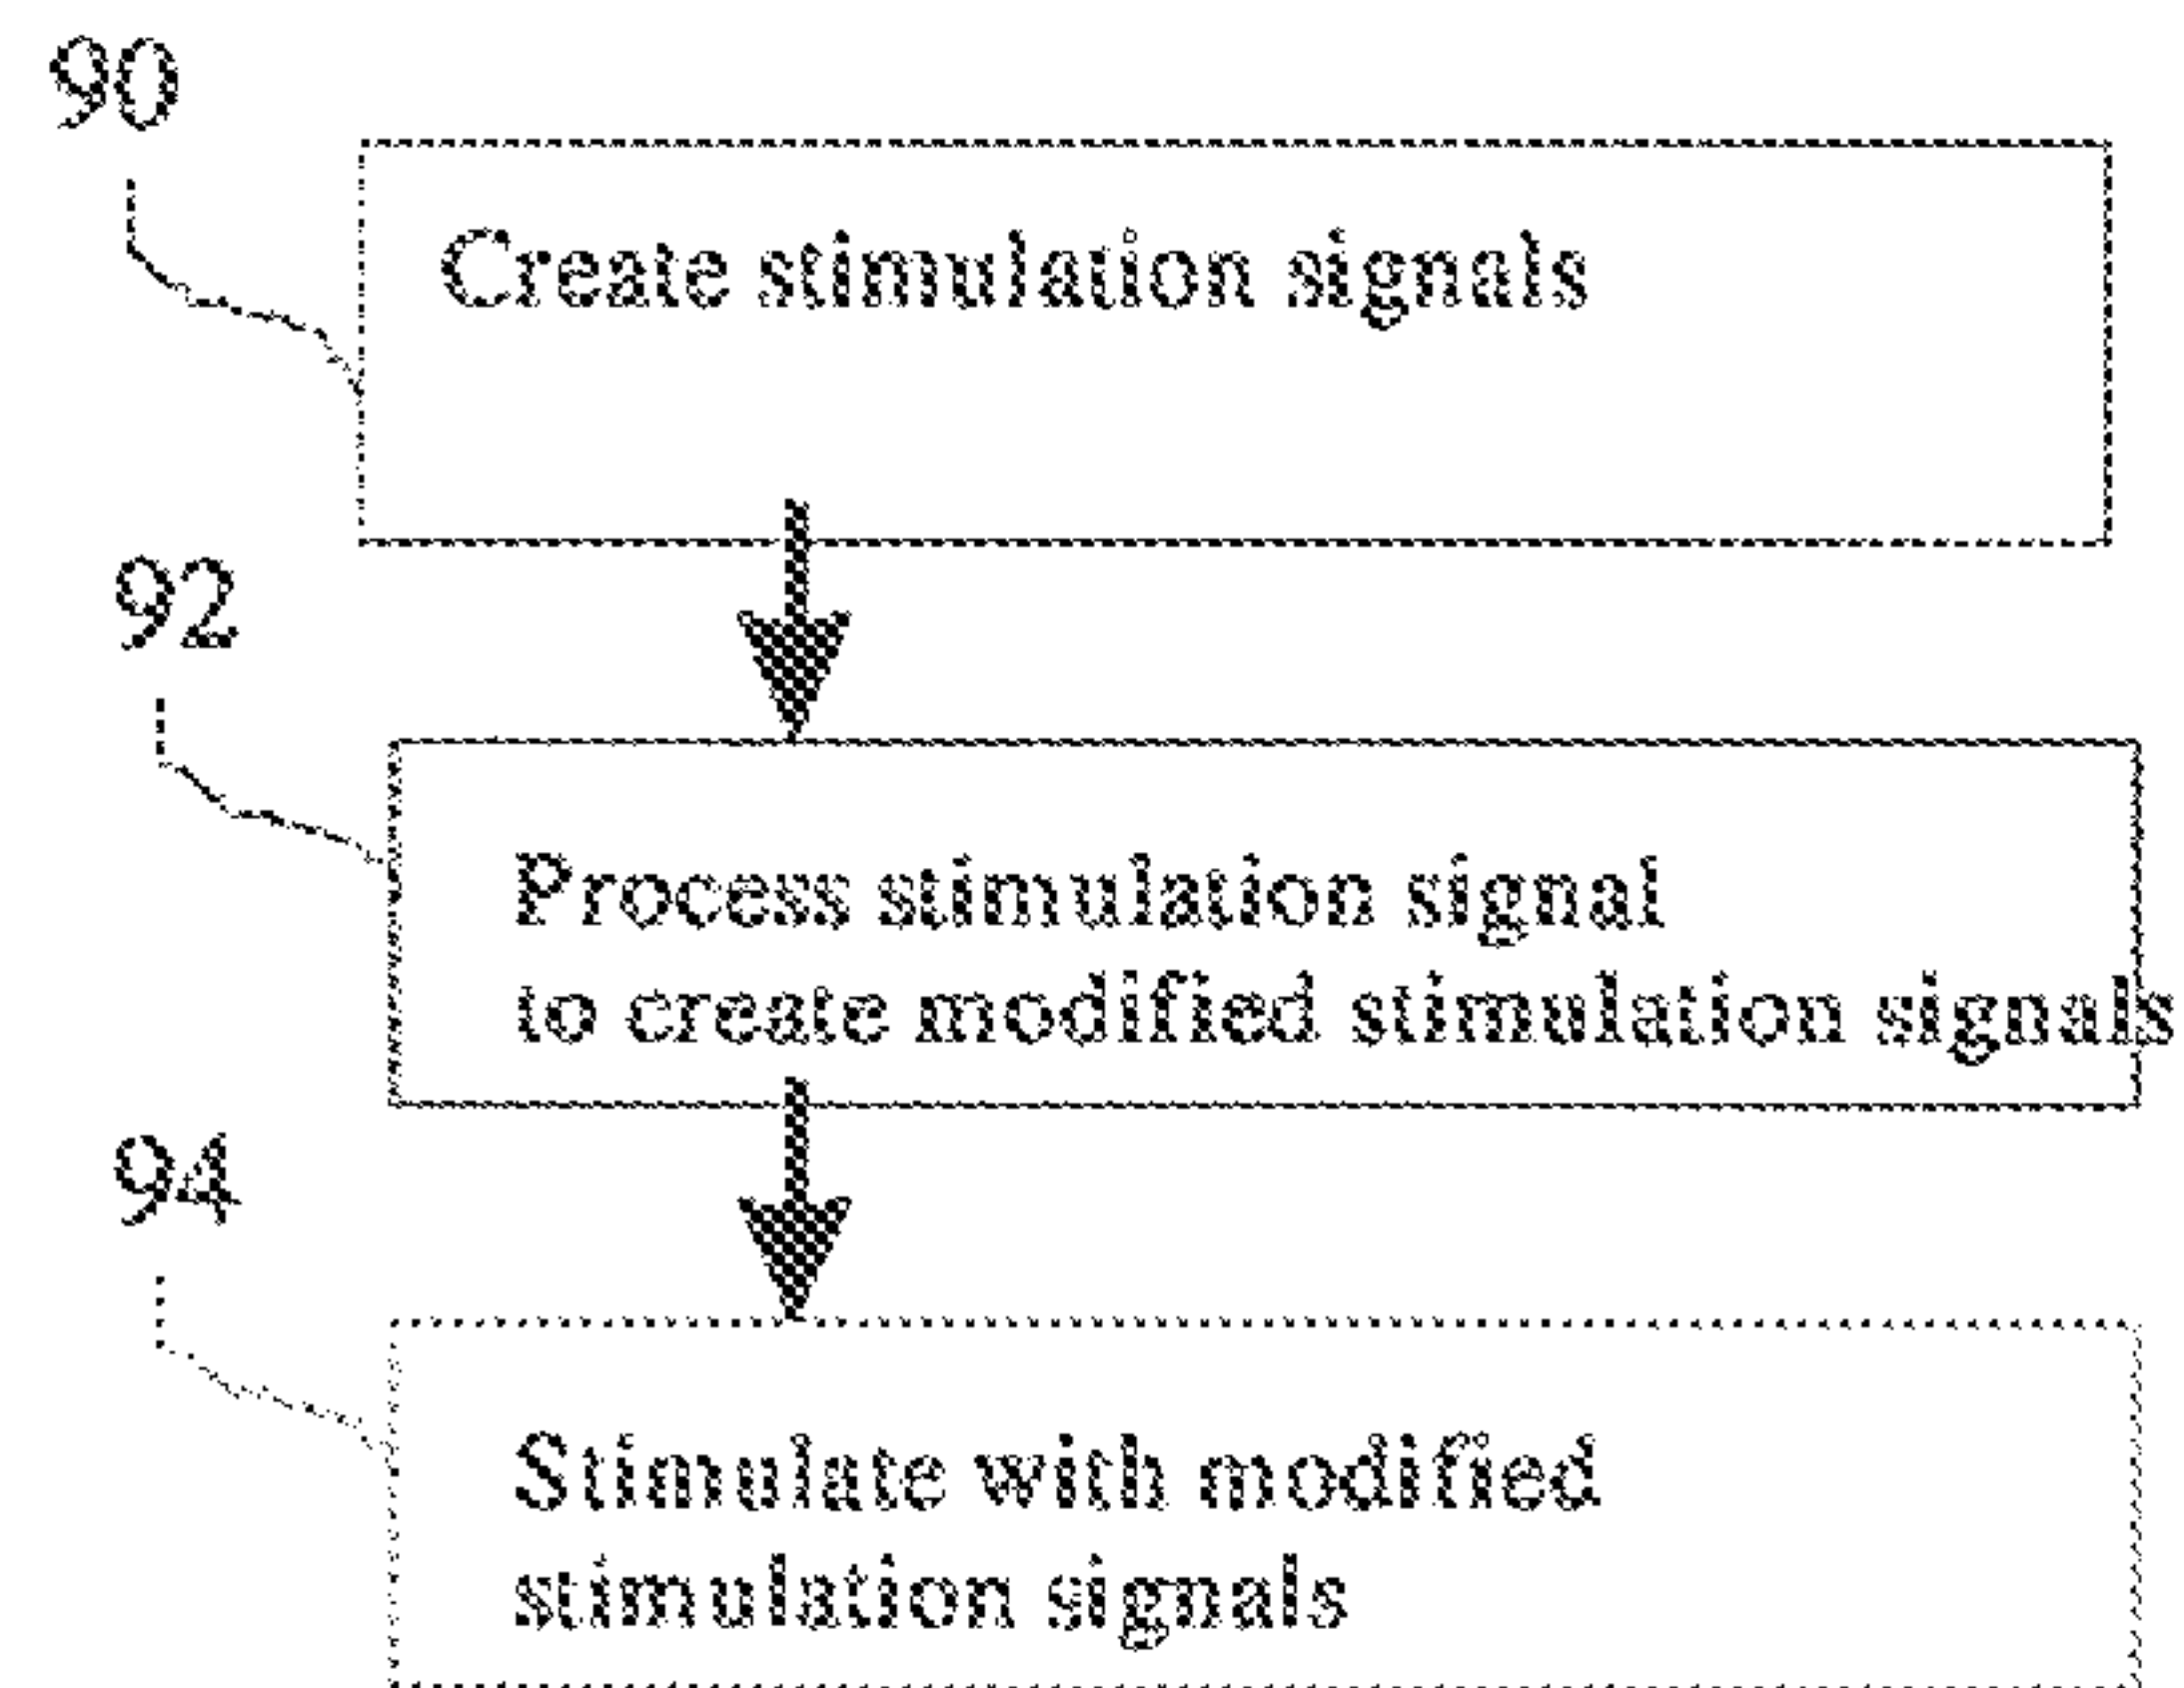 90
Create stimulation signals
92
Process stimulation signal
to create modified stimulation signals
94
Stimulate with modified
stimulation signals